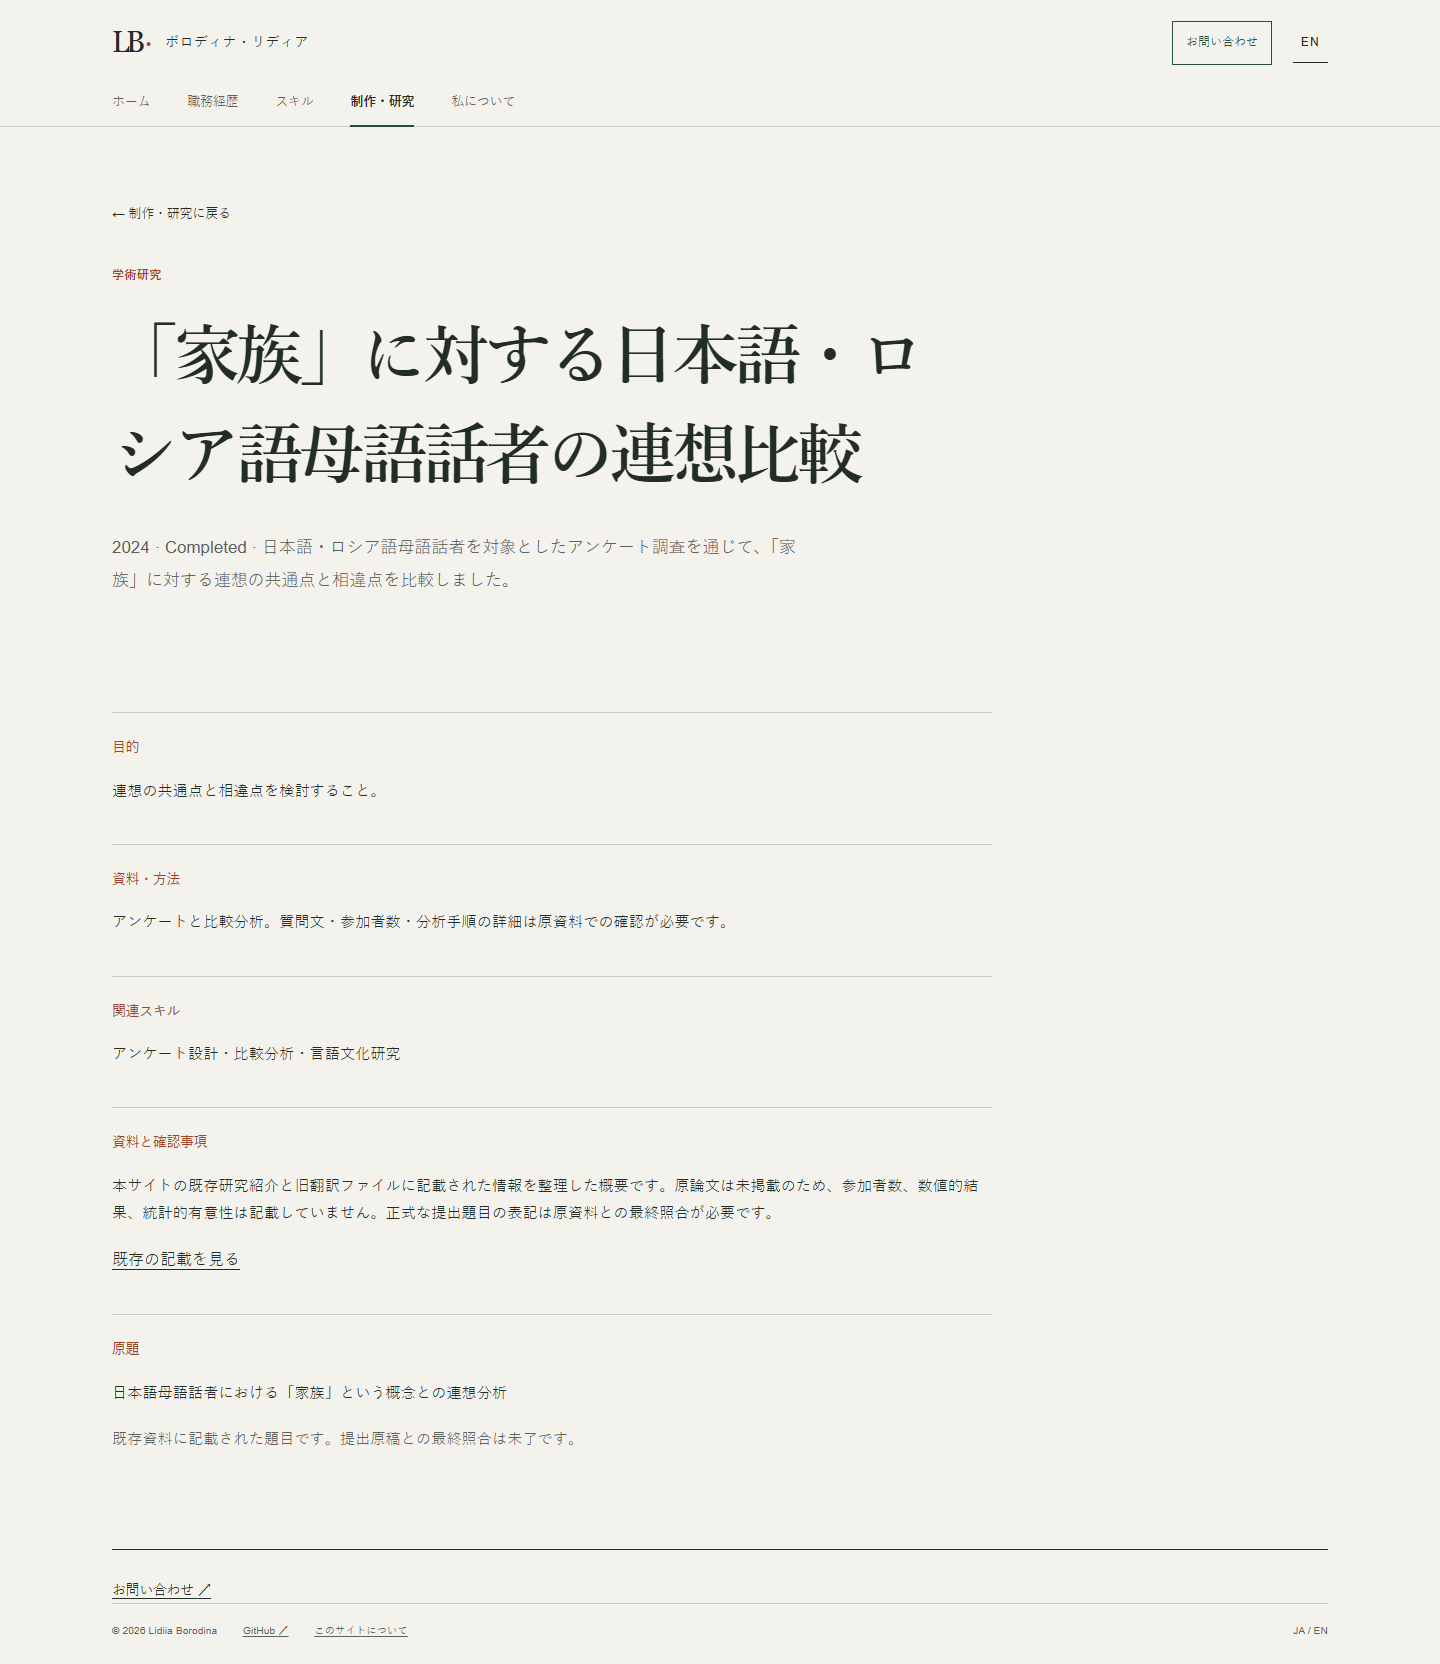 LB· ボロディナ・リディア
お問い合わせ
EN
ホーム 職務経歴 スキル 制作・研究 私について
← 制作・研究に戻る
学術研究
「家族」に対する日本語・ロ
シア語母語話者の連想比較
2024 · Completed · 日本語・ロシア語母語話者を対象としたアンケート調査を通じて、「家
族」に対する連想の共通点と相違点を比較しました。
目的
連想の共通点と相違点を検討すること。
資料・方法
アンケートと比較分析。質問文・参加者数・分析手順の詳細は原資料での確認が必要です。
関連スキル
アンケート設計・比較分析・言語文化研究
資料と確認事項
本サイトの既存研究紹介と旧翻訳ファイルに記載された情報を整理した概要です。原論文は未掲載のため、参加者数、数値的結
果、統計的有意性は記載していません。正式な提出題目の表記は原資料との最終照合が必要です。
既存の記載を見る
原題
日本語母語話者における「家族」という概念との連想分析
既存資料に記載された題目です。提出原稿との最終照合は未了です。
お問い合わせ ↗
© 2026 Lidiia Borodina GitHub ↗ このサイトについて JA / EN